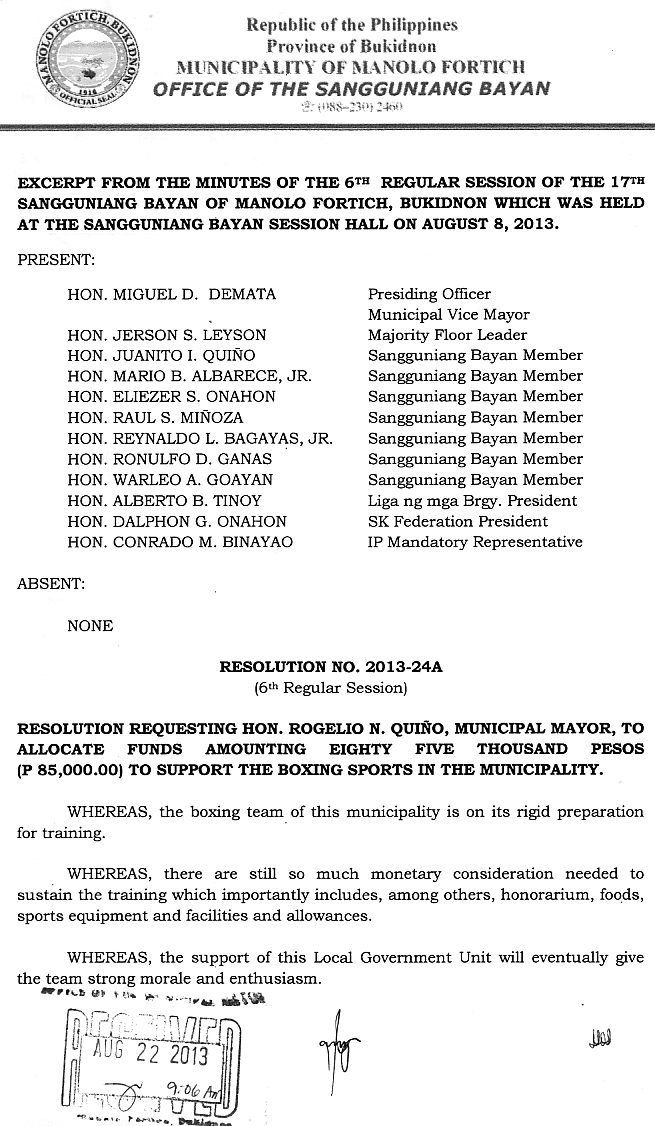 MANOLO FORTICH, BUKIDNON
1916
OFFICIAL SEAL
Republic of the Philippines
Province of Bukidnon
MUNICIPALITY OF MANOLO FORTICH
OFFICE OF THE SANGGUNIANG BAYAN
☏: (088–230) 2460
EXCERPT FROM THE MINUTES OF THE 6TH REGULAR SESSION OF THE 17TH
SANGGUNIANG BAYAN OF MANOLO FORTICH, BUKIDNON WHICH WAS HELD
AT THE SANGGUNIANG BAYAN SESSION HALL ON AUGUST 8, 2013.
PRESENT:
HON. MIGUEL D. DEMATA Presiding Officer
Municipal Vice Mayor
HON. JERSON S. LEYSON Majority Floor Leader
HON. JUANITO I. QUIÑO Sangguniang Bayan Member
HON. MARIO B. ALBARECE, JR. Sangguniang Bayan Member
HON. ELIEZER S. ONAHON Sangguniang Bayan Member
HON. RAUL S. MIÑOZA Sangguniang Bayan Member
HON. REYNALDO L. BAGAYAS, JR. Sangguniang Bayan Member
HON. RONULFO D. GANAS Sangguniang Bayan Member
HON. WARLEO A. GOAYAN Sangguniang Bayan Member
HON. ALBERTO B. TINOY Liga ng mga Brgy. President
HON. DALPHON G. ONAHON SK Federation President
HON. CONRADO M. BINAYAO IP Mandatory Representative
ABSENT:
NONE
RESOLUTION NO. 2013-24A
(6th Regular Session)
RESOLUTION REQUESTING HON. ROGELIO N. QUIÑO, MUNICIPAL MAYOR, TO
ALLOCATE FUNDS AMOUNTING EIGHTY FIVE THOUSAND PESOS
(P 85,000.00) TO SUPPORT THE BOXING SPORTS IN THE MUNICIPALITY.
WHEREAS, the boxing team of this municipality is on its rigid preparation
for training.
WHEREAS, there are still so much monetary consideration needed to
sustain the training which importantly includes, among others, honorarium, foods,
sports equipment and facilities and allowances.
WHEREAS, the support of this Local Government Unit will eventually give
the team strong morale and enthusiasm.
OFFICE OF THE MUNICIPAL MAYOR
RECEIVED
AUG 22 2013
9:06 AM
Manolo Fortich, Bukidnon